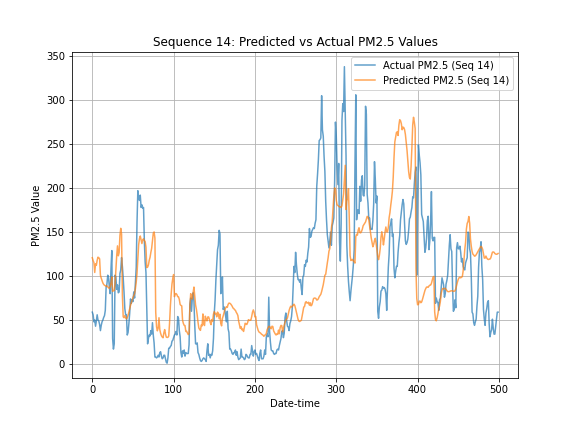 Sequence 14: Predicted vs Actual PM2.5 Values
Actual PM2.5 (Seq 14)
Predicted PM2.5 (Seq 14)
350
300
250
200
150
100
50
0
PM2.5 Value
0 100 200 300 400 500
Date-time